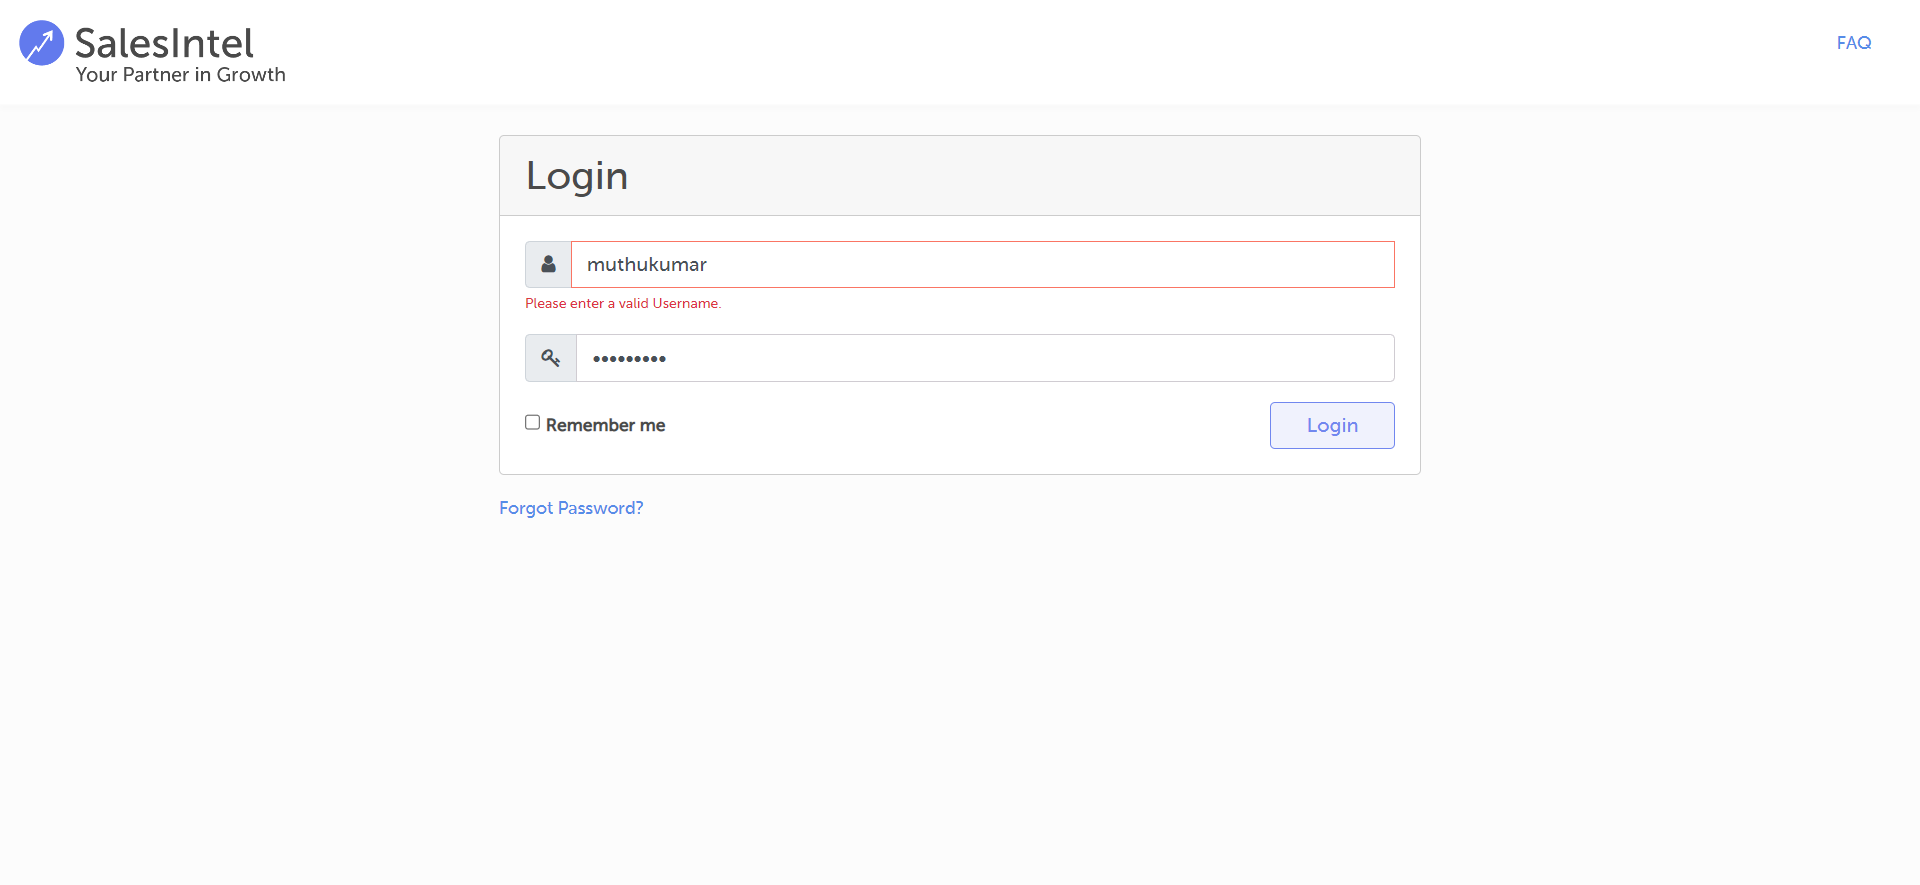 SalesIntel
Your Partner in Growth
FAQ
Login
muthukumar
Please enter a valid Username.
•••••••••
Remember me
Login
Forgot Password?